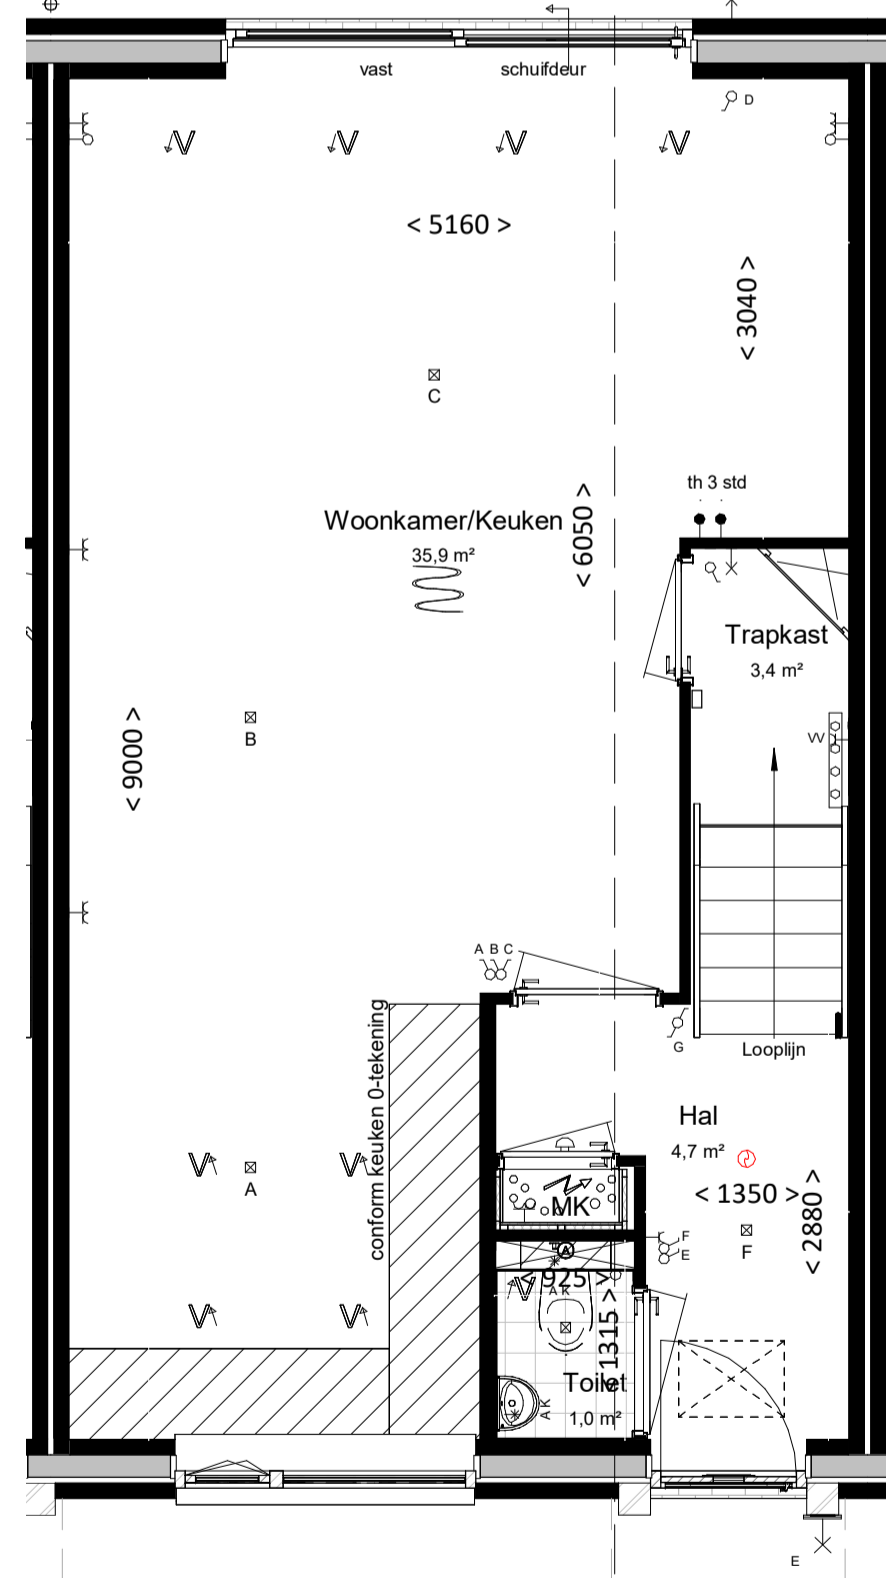 vast
schuifdeur
D
V
V
V
V
< 5160 >
< 3040 >
C
th 3 std
Woonkamer/Keuken
35,9 m²
< 6050 >
Trapkast
3,4 m²
< 9000 >
B
VV
A B C
conform keuken 0-tekening
G
Looplijn
Hal
4,7 m²
< 1350 >
< 2880 >
V
V
A
MK
F
E
F
A
< 925 >
V
A K
< 1315 >
V
V
Toilet
1,0 m²
A K
E